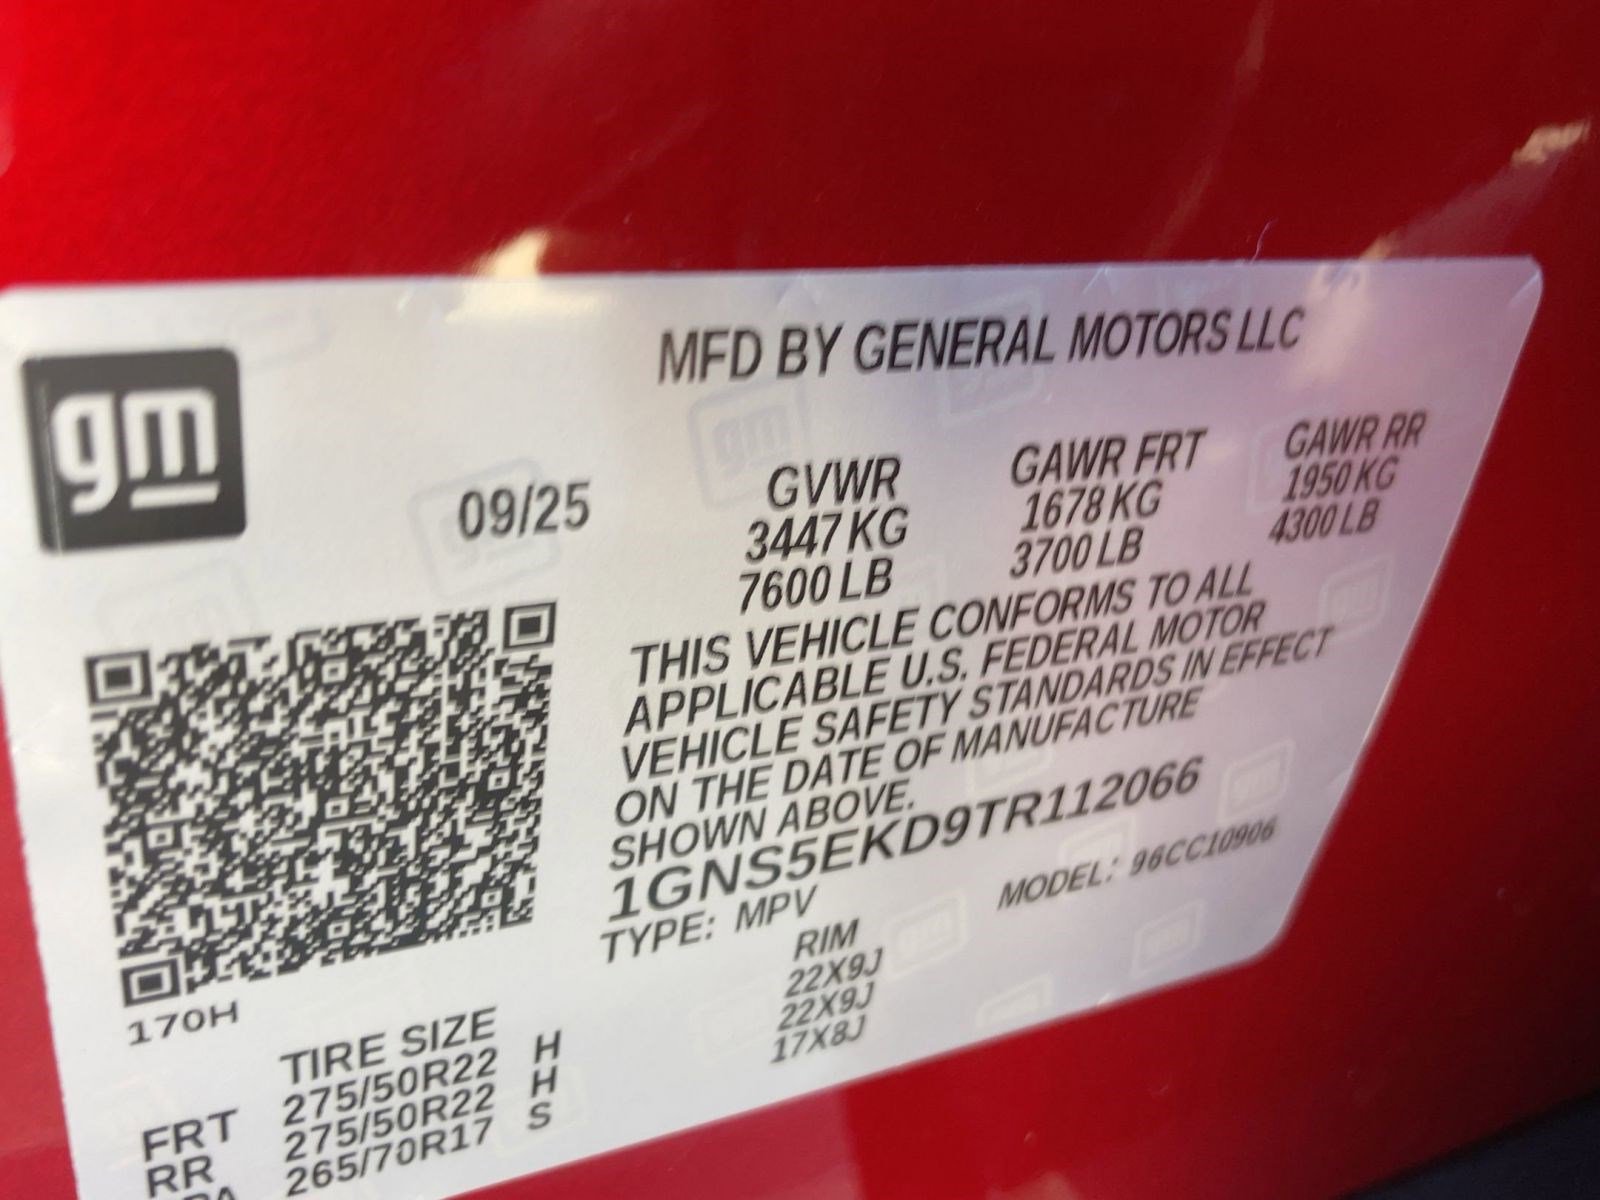 MFD BY GENERAL MOTORS LLC
gm
09/25
GVWR GAWR FRT GAWR RR
3447 KG 1678 KG 1950 KG
7600 LB 3700 LB 4300 LB
THIS VEHICLE CONFORMS TO ALL
APPLICABLE U.S. FEDERAL MOTOR
VEHICLE SAFETY STANDARDS IN EFFECT
ON THE DATE OF MANUFACTURE
SHOWN ABOVE.
1GNS5EKD9TR112066
TYPE: MPV MODEL: 96CC10906
170H
TIRE SIZE RIM
FRT 275/50R22 H 22X9J
RR 275/50R22 H 22X9J
265/70R17 S 17X8J